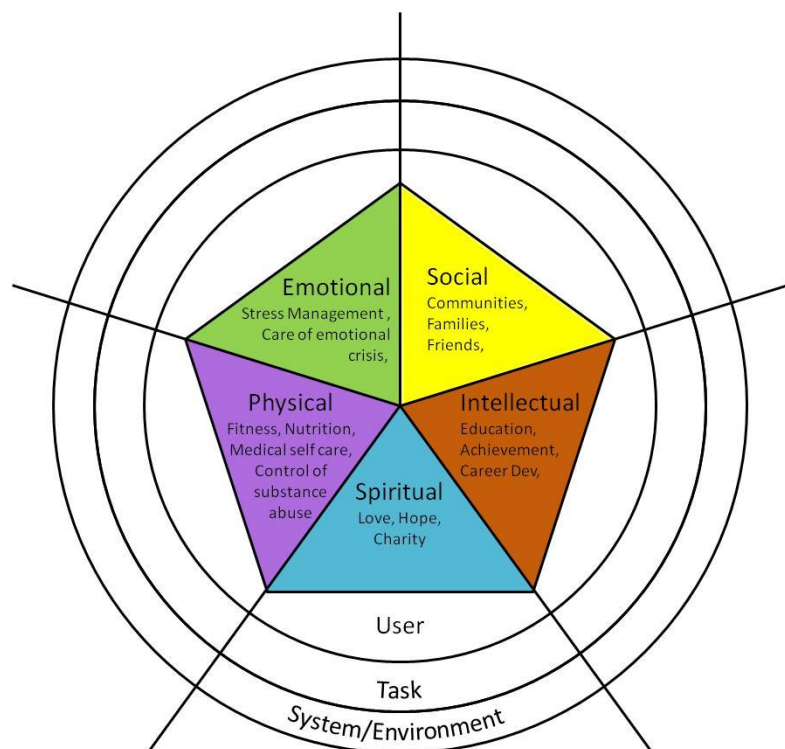 Emotional
Stress Management ,
Care of emotional
crisis,
Social
Communities,
Families,
Friends,
Physical
Fitness, Nutrition,
Medical self care,
Control of
substance
abuse
Intellectual
Education,
Achievement,
Career Dev,
Spiritual
Love, Hope,
Charity
User
Task
System/Environment